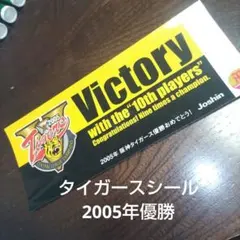 Victory
with the "10th players"
Congratulations! Nine times a Champion.
Tigers
2005年 阪神タイガース優勝おめでとう!
Joshin
タイガースシール
2005年優勝